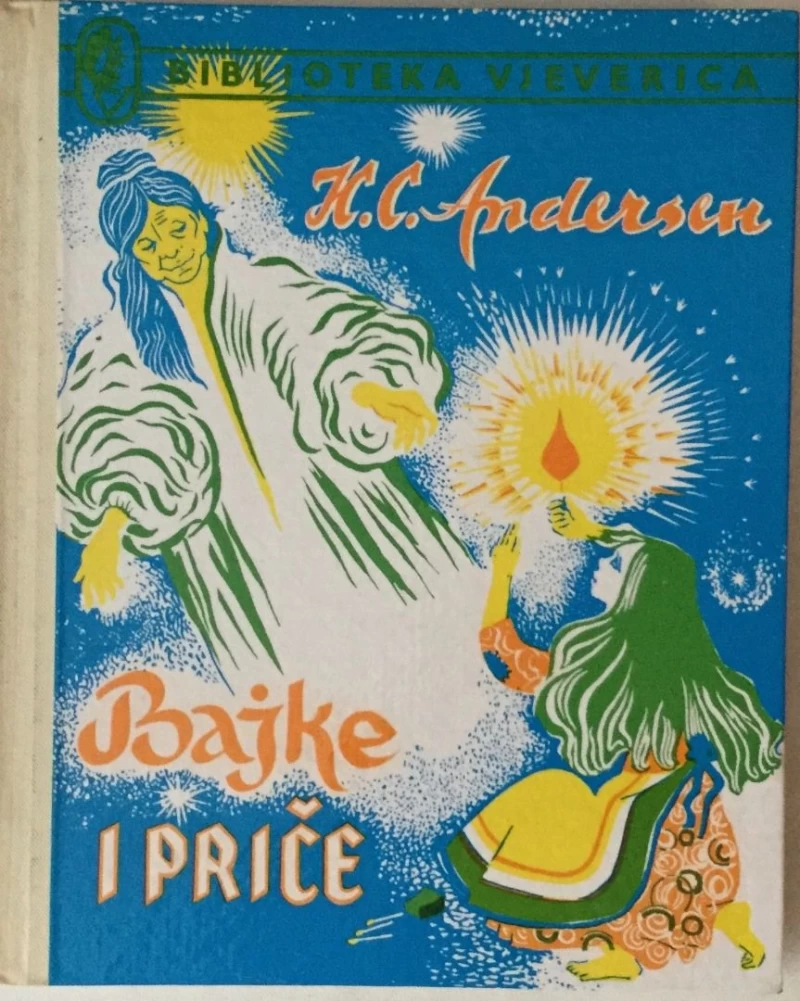 BIBLIOTEKA VJEVERICA
H.C. Andersen
Bajke
I PRIČE